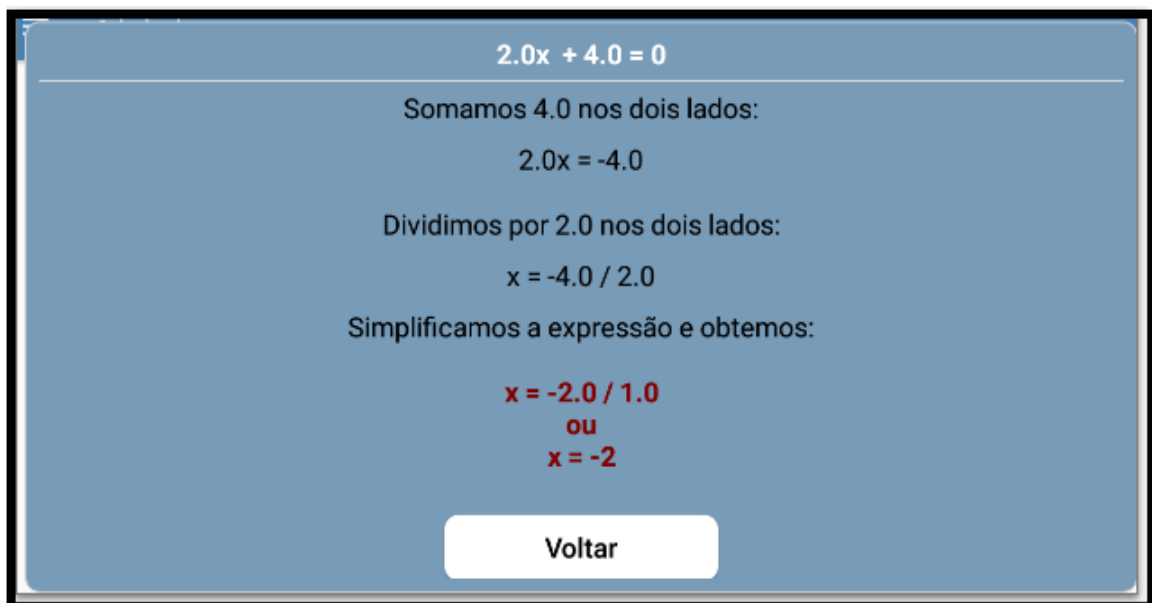 2.0x + 4.0 = 0
Somamos 4.0 nos dois lados:
2.0x = -4.0
Dividimos por 2.0 nos dois lados:
x = -4.0 / 2.0
Simplificamos a expressão e obtemos:
x = -2.0 / 1.0
ou
x = -2
Voltar